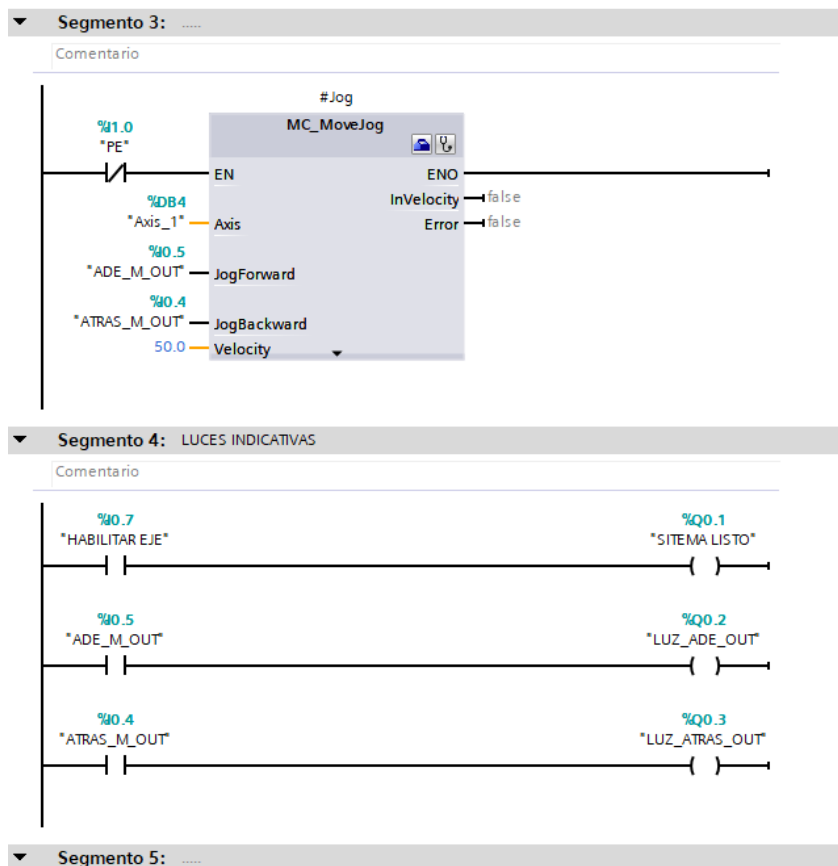 Segmento 3: .....
Comentario
#Jog
%I1.0
"PE"
MC_MoveJog
EN
ENO
%DB4
"Axis_1"
Axis
InVelocity
false
Error
false
%I0.5
"ADE_M_OUT"
JogForward
%I0.4
"ATRAS_M_OUT"
JogBackward
50.0
Velocity
Segmento 4: LUCES INDICATIVAS
Comentario
%I0.7
"HABILITAR EJE"
%Q0.1
"SITEMA LISTO"
%I0.5
"ADE_M_OUT"
%Q0.2
"LUZ_ADE_OUT"
%I0.4
"ATRAS_M_OUT"
%Q0.3
"LUZ_ATRAS_OUT"
Segmento 5: .....